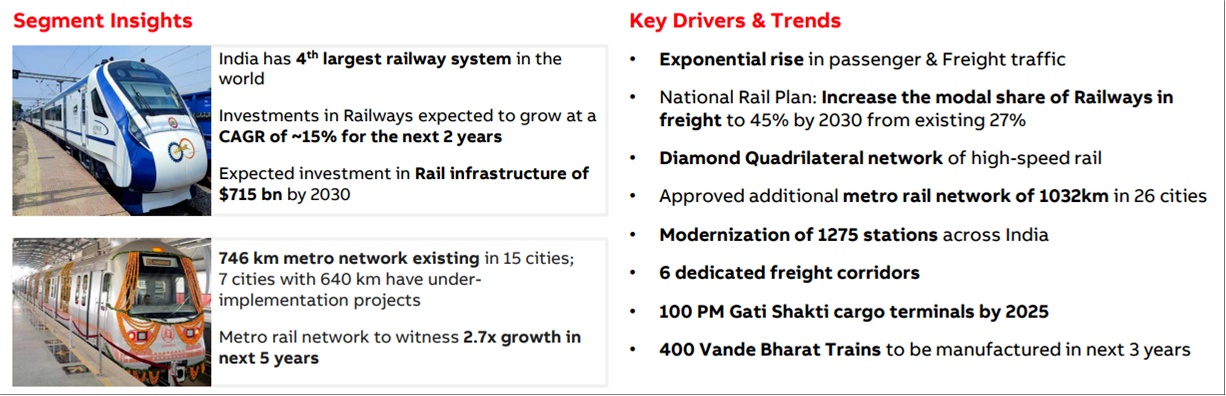 Segment Insights
India has 4th largest railway system in the
world
Investments in Railways expected to grow at a
CAGR of ~15% for the next 2 years
Expected investment in Rail infrastructure of
$715 bn by 2030
746 km metro network existing in 15 cities;
7 cities with 640 km have under-
implementation projects
Metro rail network to witness 2.7x growth in
next 5 years
Key Drivers & Trends
• Exponential rise in passenger & Freight traffic
• National Rail Plan: Increase the modal share of Railways in
freight to 45% by 2030 from existing 27%
• Diamond Quadrilateral network of high-speed rail
• Approved additional metro rail network of 1032km in 26 cities
• Modernization of 1275 stations across India
• 6 dedicated freight corridors
• 100 PM Gati Shakti cargo terminals by 2025
• 400 Vande Bharat Trains to be manufactured in next 3 years